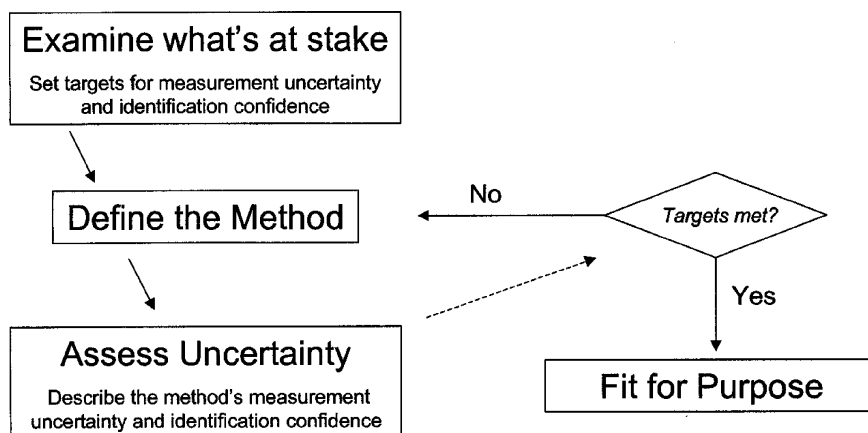 Examine what's at stake
Set targets for measurement uncertainty
and identification confidence
Define the Method
No
Targets met?
Yes
Assess Uncertainty
Describe the method's measurement
uncertainty and identification confidence
Fit for Purpose